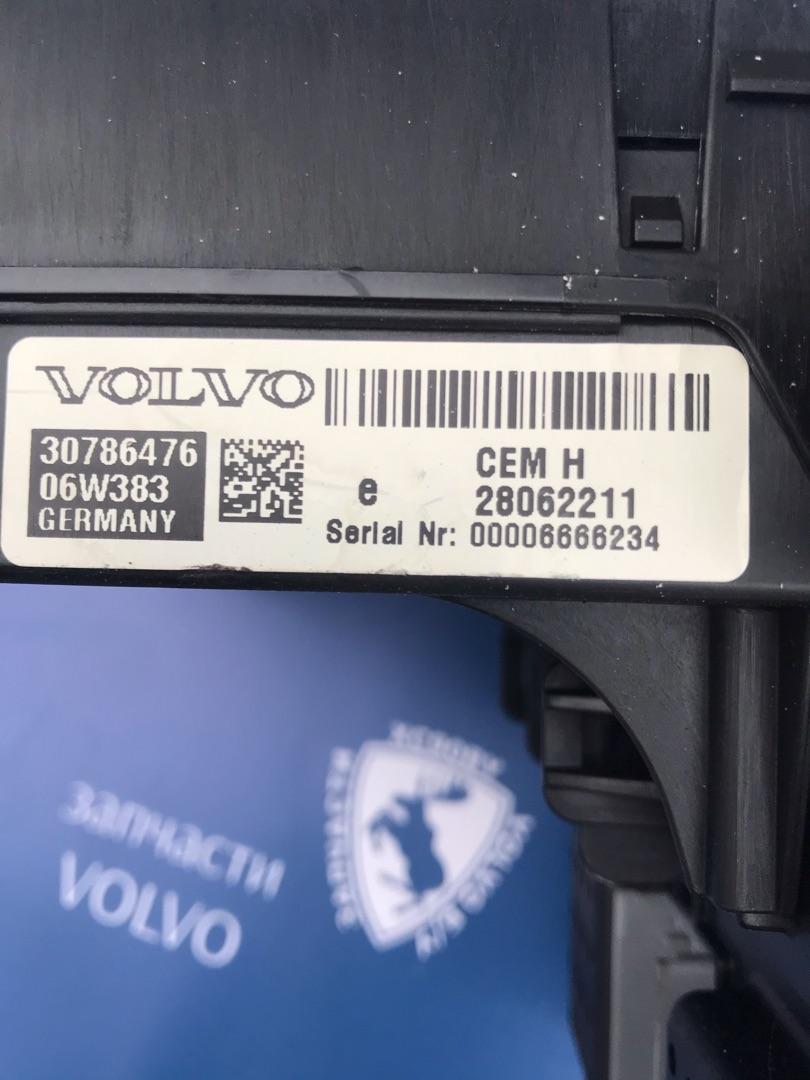 VOLVO
30786476
06W383
GERMANY
e
CEM H
28062211
Serial Nr: 00006666234
запчасти
VOLVO